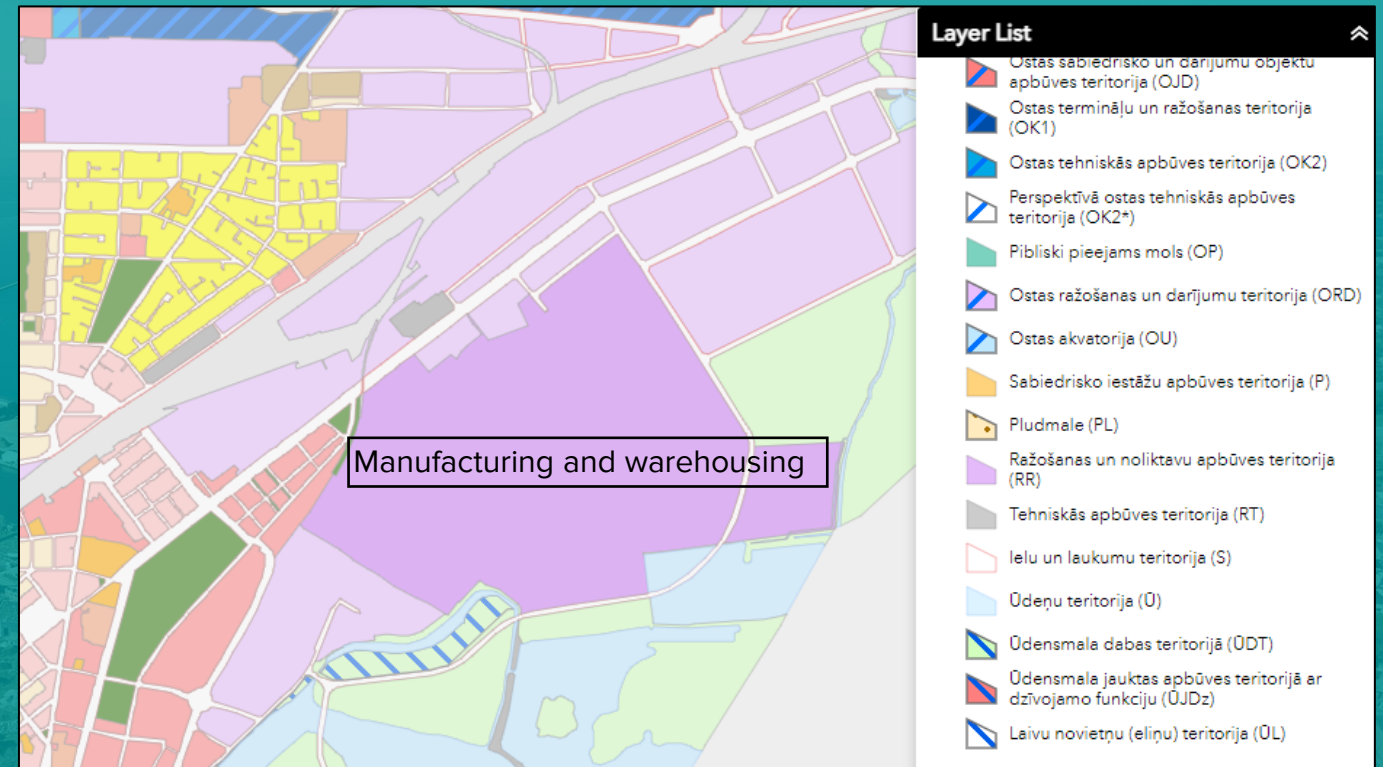 Layer List
Ostas sabiedrisko un darījumu objektu
apbūves teritorija (OJD)
Ostas termināļu un ražošanas teritorija
(OK1)
Ostas tehniskās apbūves teritorija (OK2)
Perspektīvā ostas tehniskās apbūves
teritorija (OK2*)
Pibliski pieejams mols (OP)
Ostas ražošanas un darījumu teritorija (ORD)
Ostas akvatorija (OU)
Sabiedrisko iestāžu apbūves teritorija (P)
Pludmale (PL)
Ražošanas un noliktavu apbūves teritorija
(RR)
Tehniskās apbūves teritorija (RT)
Ielu un laukumu teritorija (S)
Ūdeņu teritorija (Ū)
Ūdensmala dabas teritorijā (ŪDT)
Ūdensmala jauktas apbūves teritorijā ar
dzīvojamo funkciju (ŪJDz)
Laivu novietņu (eliņu) teritorija (ŪL)
Manufacturing and warehousing